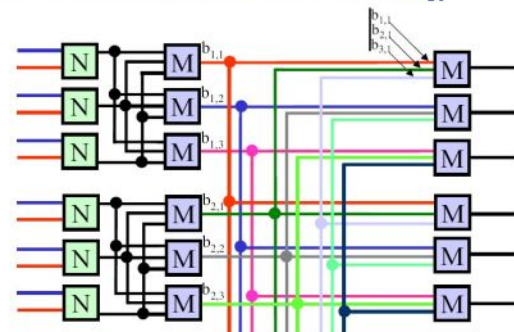 b1,1
b2,1
b3,1
N M b1,1 M
N M b1,2 M
N M b1,3 M
N M b2,1 M
N M b2,2 M
N M b2,3 M